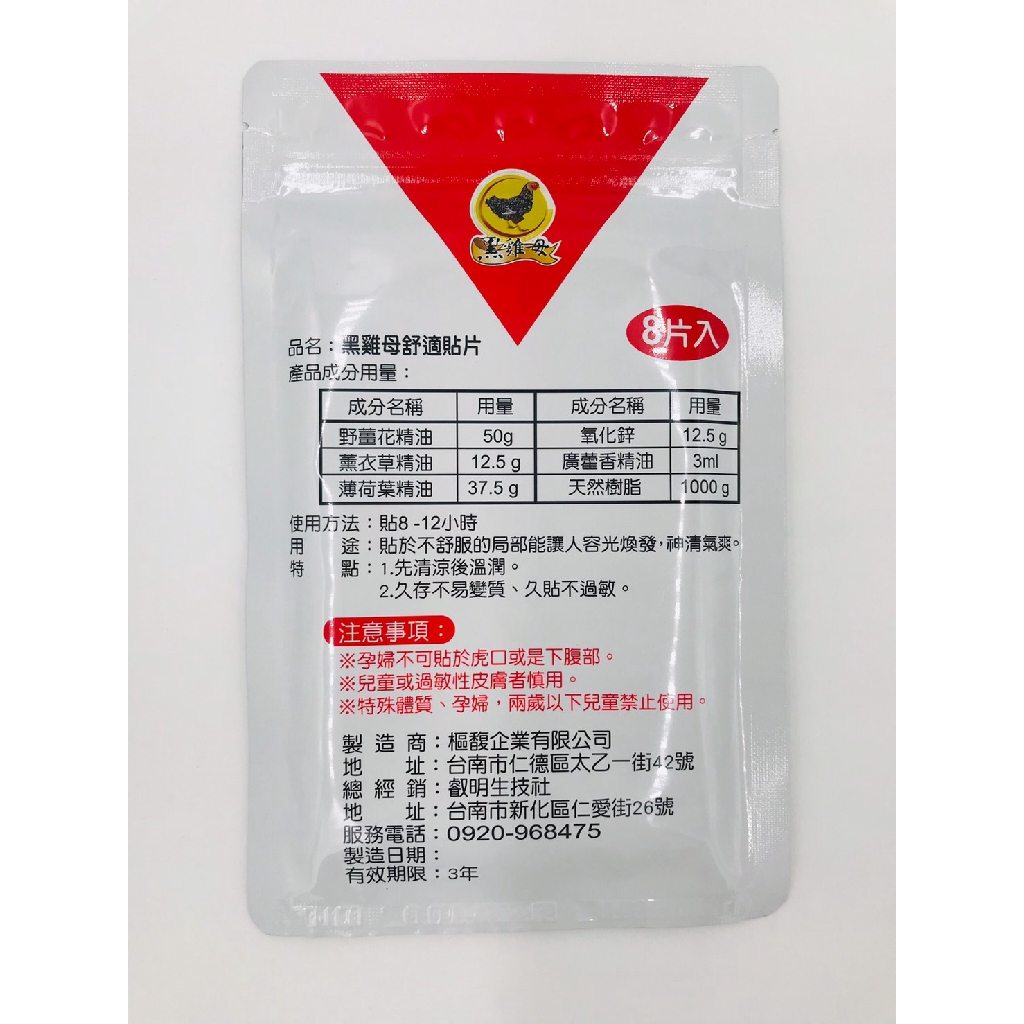 黑雞母
8片入
品名：黑雞母舒適貼片
產品成分用量：
成分名稱 用量 成分名稱 用量
野薑花精油 50g 氧化鋅 12.5 g
薰衣草精油 12.5 g 廣藿香精油 3ml
薄荷葉精油 37.5 g 天然樹脂 1000 g
使用方法：貼8 -12小時
用 途：貼於不舒服的局部能讓人容光煥發，神清氣爽。
特 點：1.先清涼後溫潤。
2.久存不易變質、久貼不過敏。
注意事項：
※孕婦不可貼於虎口或是下腹部。
※兒童或過敏性皮膚者慎用。
※特殊體質、孕婦，兩歲以下兒童禁止使用。
製 造 商：樞馥企業有限公司
地 址：台南市仁德區太乙一街42號
總 經 銷：叡明生技社
地 址：台南市新化區仁愛街26號
服務電話：0920-968475
製造日期：
有效期限：3年